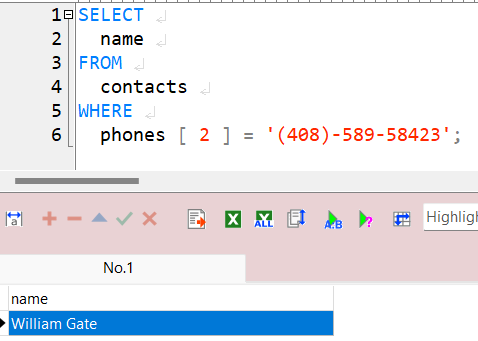 1 SELECT
2 name
3 FROM
4 contacts
5 WHERE
6 phones [ 2 ] = '(408)-589-58423';
a ALL A.B ?
Highligh
No.1
name
William Gate